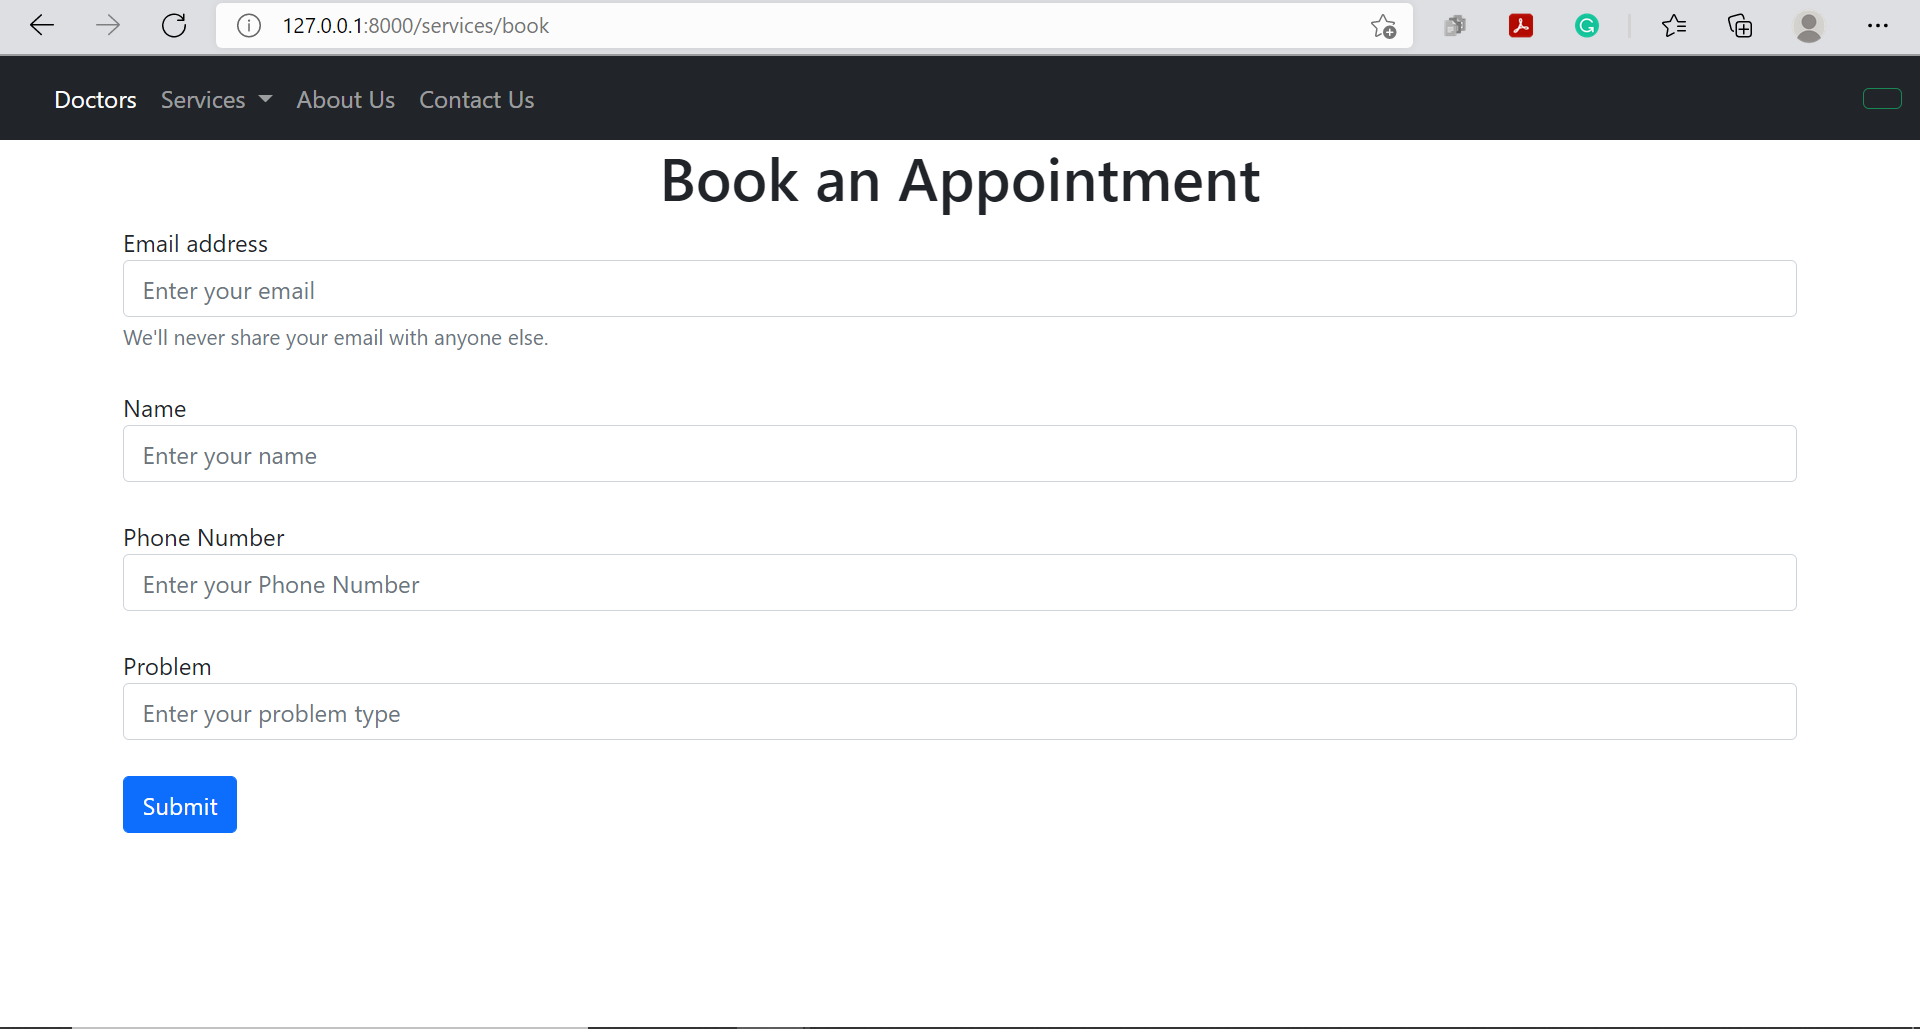 127.0.0.1:8000/services/book
Doctors Services About Us Contact Us
Book an Appointment
Email address
Enter your email
We'll never share your email with anyone else.
Name
Enter your name
Phone Number
Enter your Phone Number
Problem
Enter your problem type
Submit